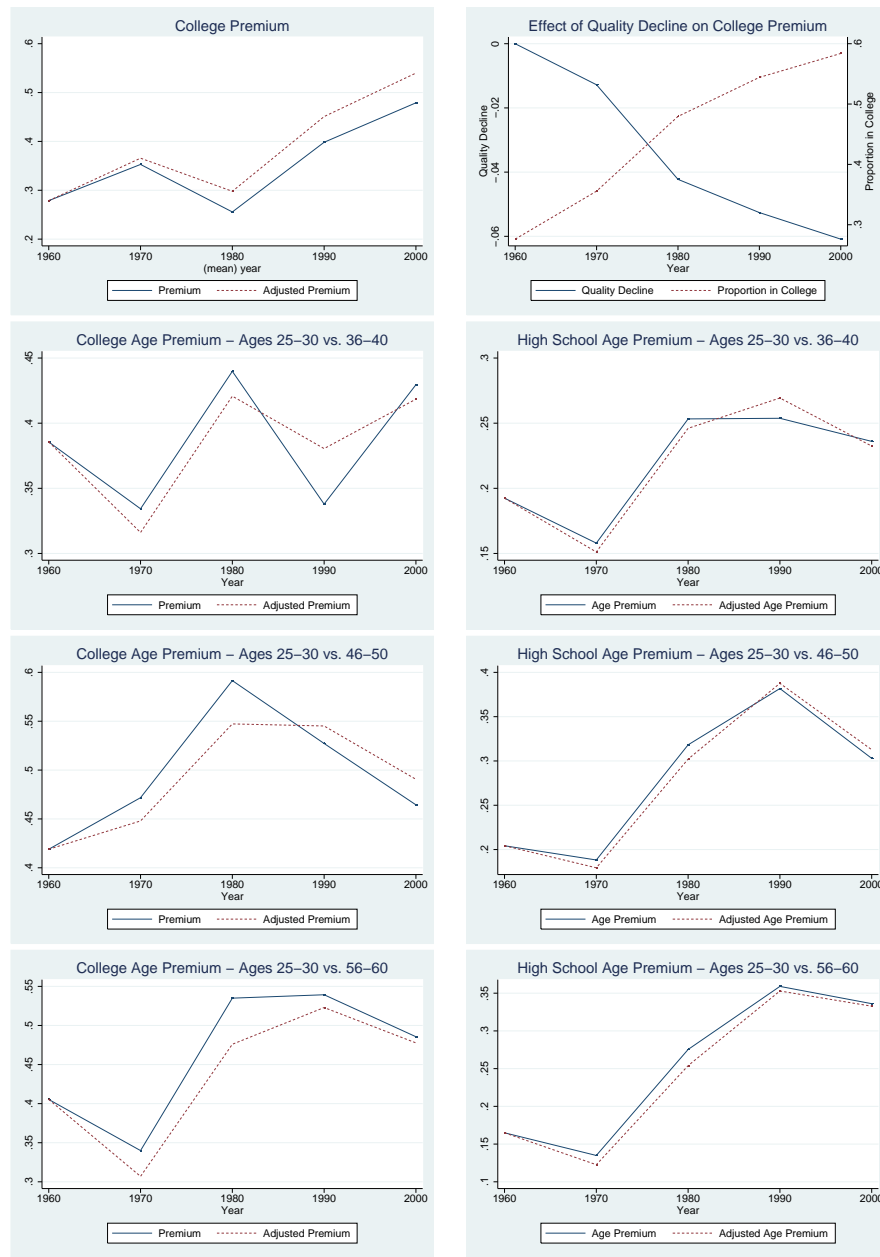 College Premium
.6
.5
.4
.3
.2
1960 1970 1980 1990 2000
(mean) year
Premium Adjusted Premium
Effect of Quality Decline on College Premium
0
−.02
−.04
−.06
Quality Decline
.6
.5
.4
.3
Proportion in College
1960 1970 1980 1990 2000
Year
Quality Decline Proportion in College
College Age Premium − Ages 25−30 vs. 36−40
.45
.4
.35
.3
1960 1970 1980 1990 2000
Year
Premium Adjusted Premium
High School Age Premium − Ages 25−30 vs. 36−40
.3
.25
.2
.15
1960 1970 1980 1990 2000
Year
Age Premium Adjusted Age Premium
College Age Premium − Ages 25−30 vs. 46−50
.6
.55
.5
.45
.4
1960 1970 1980 1990 2000
Year
Premium Adjusted Premium
High School Age Premium − Ages 25−30 vs. 46−50
.4
.35
.3
.25
.2
1960 1970 1980 1990 2000
Year
Age Premium Adjusted Age Premium
College Age Premium − Ages 25−30 vs. 56−60
.55
.5
.45
.4
.35
.3
1960 1970 1980 1990 2000
Year
Premium Adjusted Premium
High School Age Premium − Ages 25−30 vs. 56−60
.35
.3
.25
.2
.15
.1
1960 1970 1980 1990 2000
Year
Age Premium Adjusted Age Premium